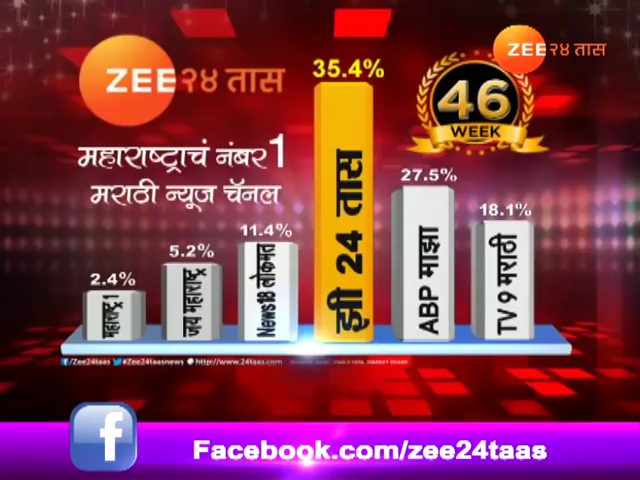 ZEE २४ तास
ZEE २४ तास
महाराष्ट्राचं नंबर 1
मराठी न्यूज चॅनल
46
WEEK
2.4%
महाराष्ट्र 1
5.2%
जय महाराष्ट्र
11.4%
News18 लोकमत
35.4%
झी 24 तास
27.5%
ABP माझा
18.1%
TV 9 मराठी
/Zee24taas @Zee24taasnews http://www.24taas.com
Facebook.com/zee24taas